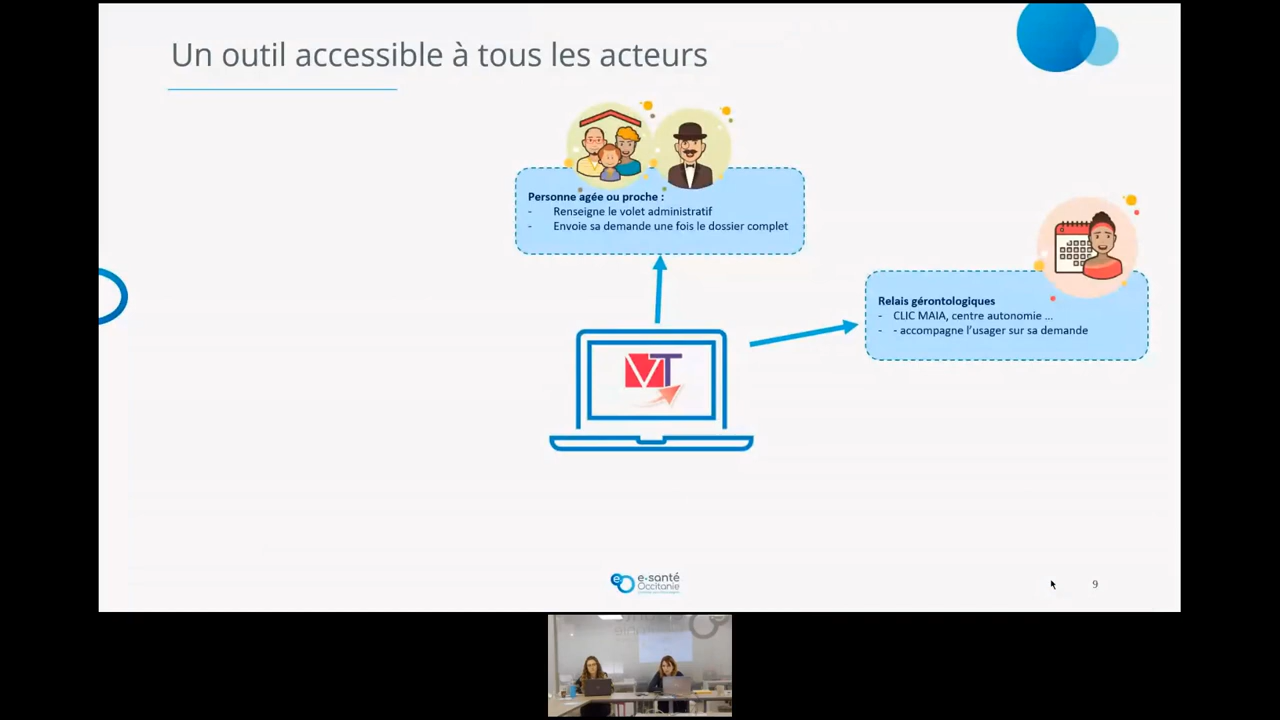 Un outil accessible à tous les acteurs
Personne agée ou proche :
- Renseigne le volet administratif
- Envoie sa demande une fois le dossier complet
Relais gérontologiques
- CLIC MAIA, centre autonomie ...
- - accompagne l'usager sur sa demande
VT
e-santé
Occitanie
9